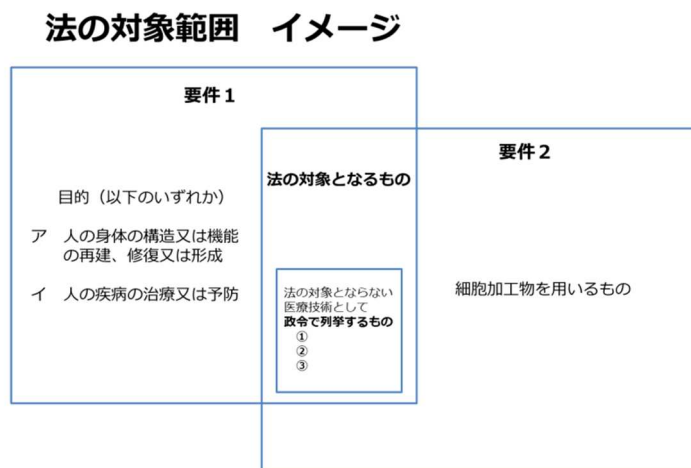 法の対象範囲　イメージ
要件１
要件２
法の対象となるもの
目的（以下のいずれか）
ア　人の身体の構造又は機能
の再建、修復又は形成
イ　人の疾病の治療又は予防
法の対象とならない
医療技術として
政令で列挙するもの
①
②
③
細胞加工物を用いるもの